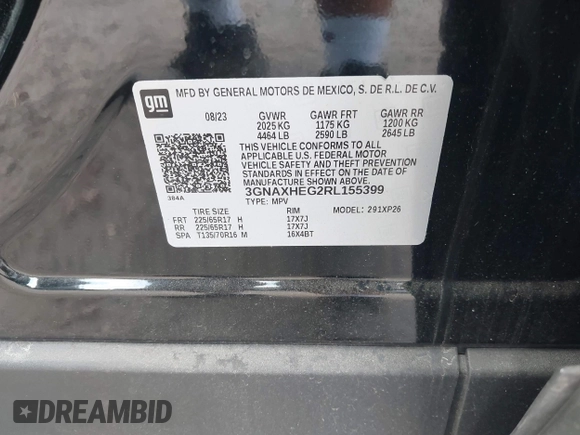 gm
MFD BY GENERAL MOTORS DE MEXICO, S. DE R.L. DE C.V.
08/23 GVWR GAWR FRT GAWR RR
2025 KG 1175 KG 1200 KG
4464 LB 2590 LB 2645 LB
THIS VEHICLE CONFORMS TO ALL
APPLICABLE U.S. FEDERAL MOTOR
VEHICLE SAFETY AND THEFT PREVENTION
STANDARDS IN EFFECT ON THE DATE OF
MANUFACTURE SHOWN ABOVE.
384A
3GNAXHEG2RL155399
TYPE: MPV MODEL: 291XP26
TIRE SIZE RIM
FRT 225/65R17 H 17X7J
RR 225/65R17 H 17X7J
SPA T135/70R16 M 16X4BT
DREAMBID